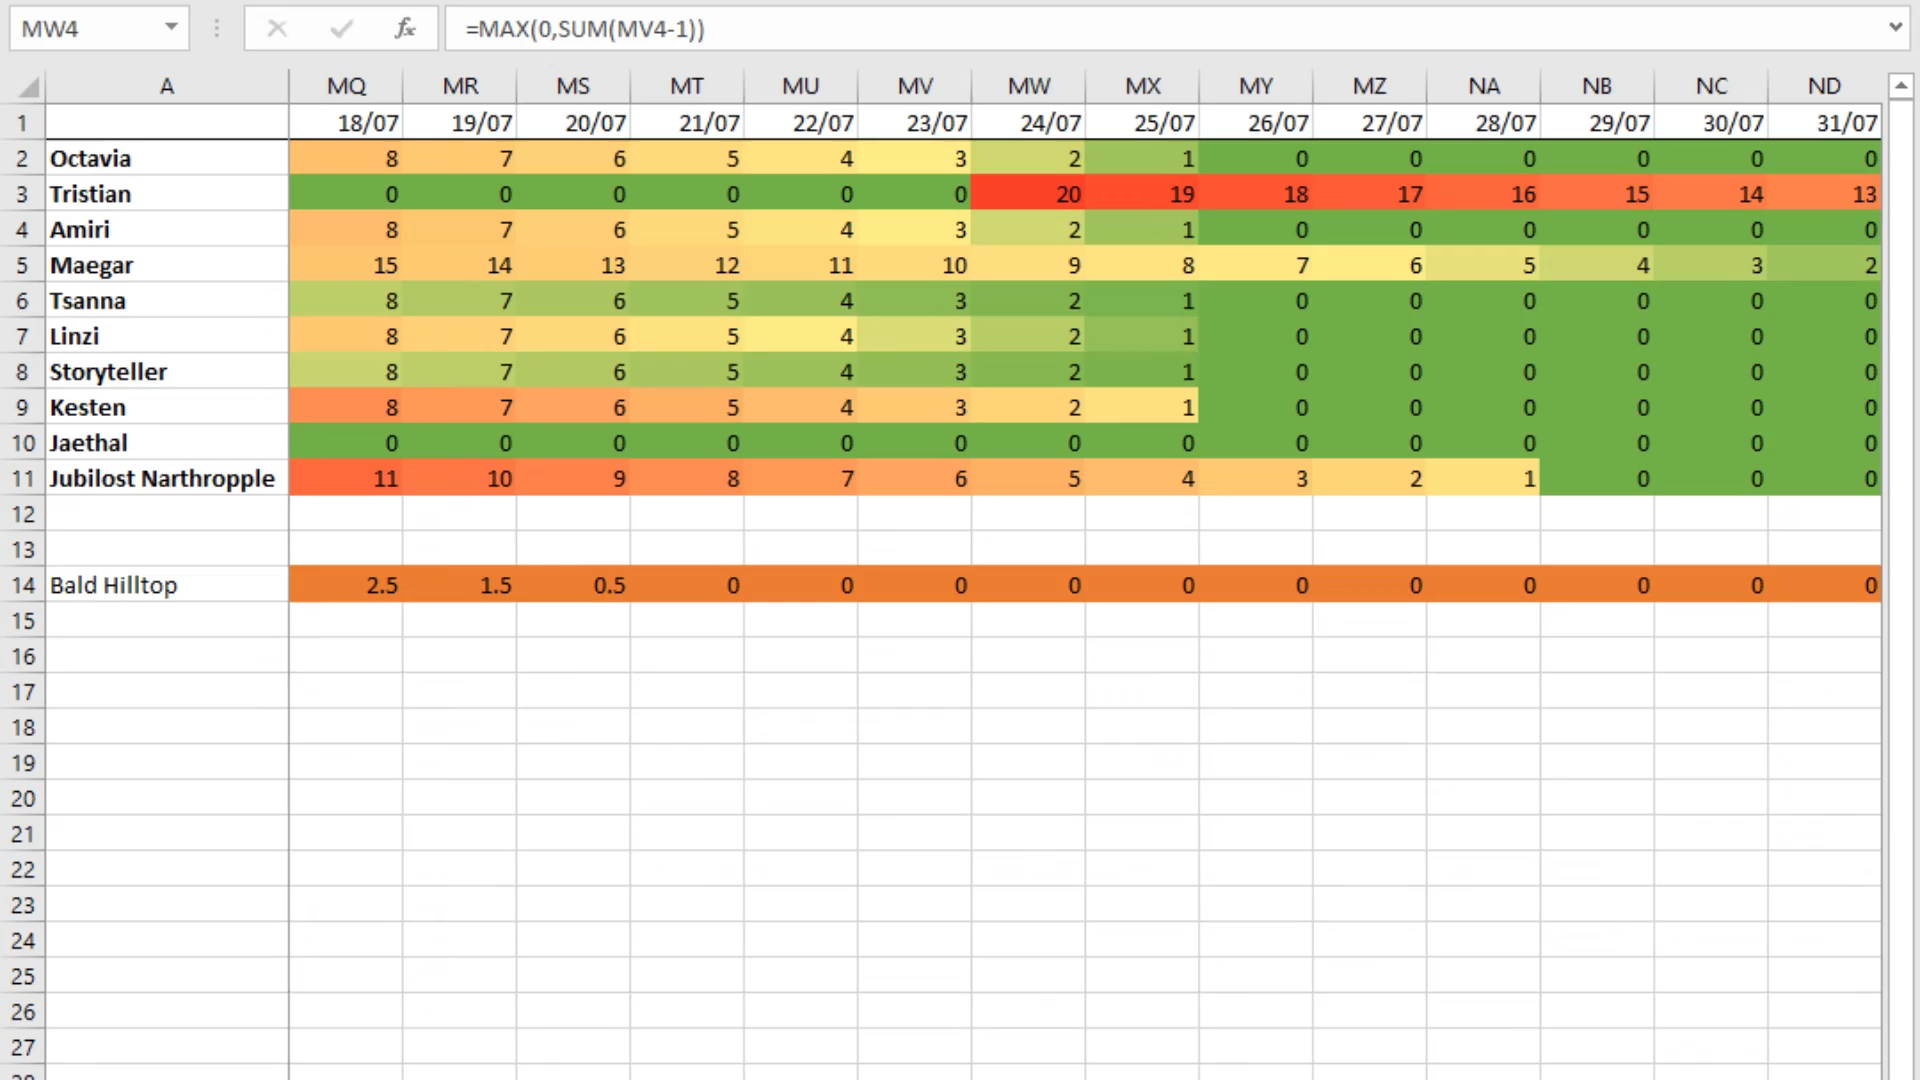 MW4 fx =MAX(0,SUM(MV4-1))
A MQ MR MS MT MU MV MW MX MY MZ NA NB NC ND
1 18/07 19/07 20/07 21/07 22/07 23/07 24/07 25/07 26/07 27/07 28/07 29/07 30/07 31/07
2 Octavia 8 7 6 5 4 3 2 1 0 0 0 0 0 0
3 Tristian 0 0 0 0 0 0 20 19 18 17 16 15 14 13
4 Amiri 8 7 6 5 4 3 2 1 0 0 0 0 0 0
5 Maegar 15 14 13 12 11 10 9 8 7 6 5 4 3 2
6 Tsanna 8 7 6 5 4 3 2 1 0 0 0 0 0 0
7 Linzi 8 7 6 5 4 3 2 1 0 0 0 0 0 0
8 Storyteller 8 7 6 5 4 3 2 1 0 0 0 0 0 0
9 Kesten 8 7 6 5 4 3 2 1 0 0 0 0 0 0
10 Jaethal 0 0 0 0 0 0 0 0 0 0 0 0 0 0
11 Jubilost Narthropple 11 10 9 8 7 6 5 4 3 2 1 0 0 0
12
13
14 Bald Hilltop 2.5 1.5 0.5 0 0 0 0 0 0 0 0 0 0 0
15
16
17
18
19
20
21
22
23
24
25
26
27